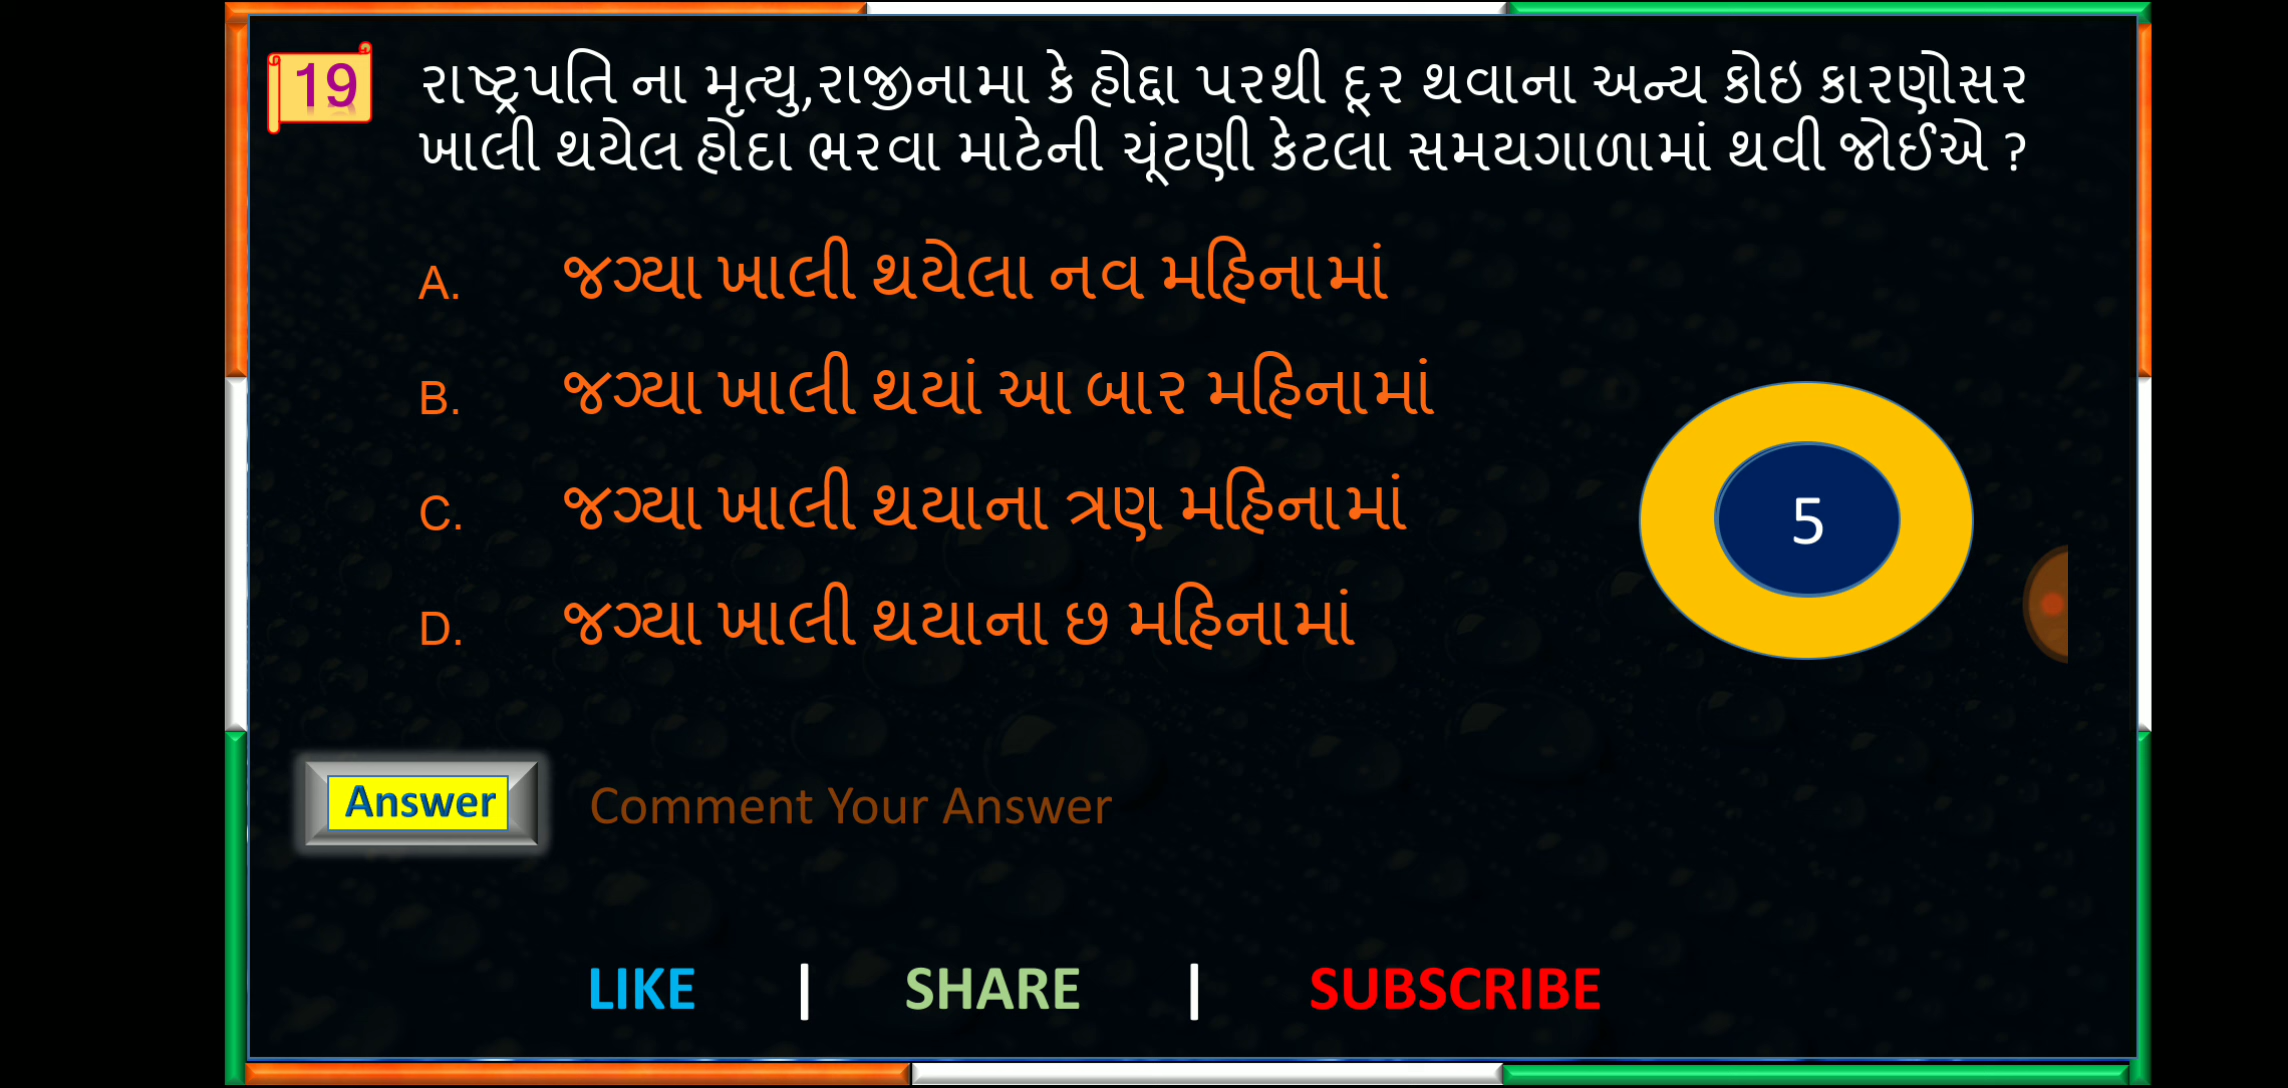 19
રાષ્ટ્રપતિ ના મૃત્યુ,રાજીનામા કે હોદ્દા પરથી દૂર થવાના અન્ય કોઇ કારણોસર
ખાલી થયેલ હોદા ભરવા માટેની ચૂંટણી કેટલા સમયગાળામાં થવી જોઈએ ?
A. જગ્યા ખાલી થયેલા નવ મહિનામાં
B. જગ્યા ખાલી થયાં આ બાર મહિનામાં
C. જગ્યા ખાલી થયાના ત્રણ મહિનામાં
D. જગ્યા ખાલી થયાના છ મહિનામાં
5
Answer Comment Your Answer
LIKE | SHARE | SUBSCRIBE